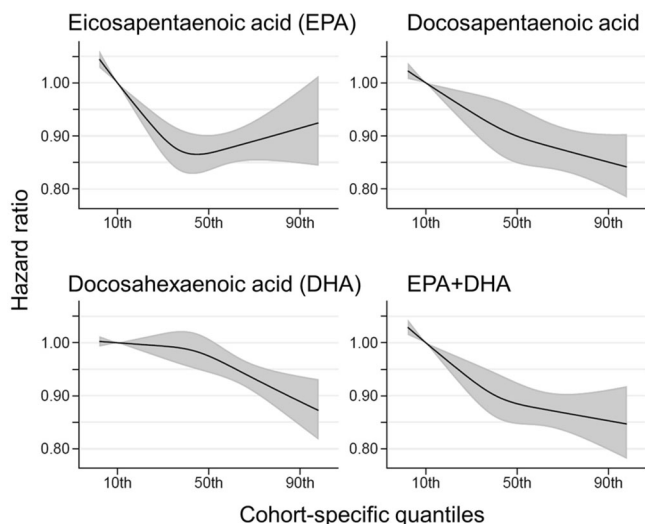 Eicosapentaenoic acid (EPA)
Docosapentaenoic acid
1.00
0.90
0.80
10th 50th 90th
10th 50th 90th
Hazard ratio
Docosahexaenoic acid (DHA)
EPA+DHA
1.00
0.90
0.80
10th 50th 90th
10th 50th 90th
Cohort-specific quantiles